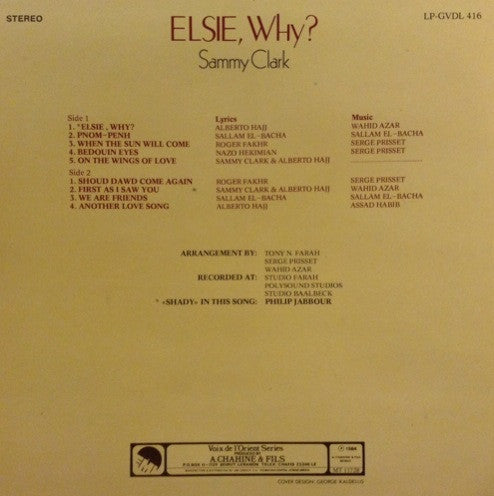 STEREO
LP-GVDL 416
ELSIE, Why?
Sammy Clark
Side 1 Lyrics Music
1. *ELSIE , WHY? ALBERTO HAJJ WAHID AZAR
2. PNOM-PENH SALLAM EL-BACHA SALLAM EL-BACHA
3. WHEN THE SUN WILL COME ROGER FAKHR SERGE PRISSET
4. BEDOUIN EYES NAZO HEKIMIAN SERGE PRISSET
5. ON THE WINGS OF LOVE SAMMY CLARK & ALBERTO HAJJ
Side 2
1. SHOUD DAWD COME AGAIN ROGER FAKHR SERGE PRISSET
2. FIRST AS I SAW YOU SAMMY CLARK & ALBERTO HAJJ WAHID AZAR
3. WE ARE FRIENDS SALLAM EL-BACHA SALLAM EL-BACHA
4. ANOTHER LOVE SONG ALBERTO HAJJ ASSAD HABIB
ARRANGEMENT BY: TONY N. FARAH
SERGE PRISSET
WAHID AZAR
RECORDED AT: STUDIO FARAH
POLYSOUND STUDIOS
STUDIO BAALBECK
* «SHADY» IN THIS SONG: PHILIP JABBOUR
Voix de l'Orient Series
PRODUCED BY
A.CHAHINE & FILS
COVER DESIGN: GEORGE KALDELLIS